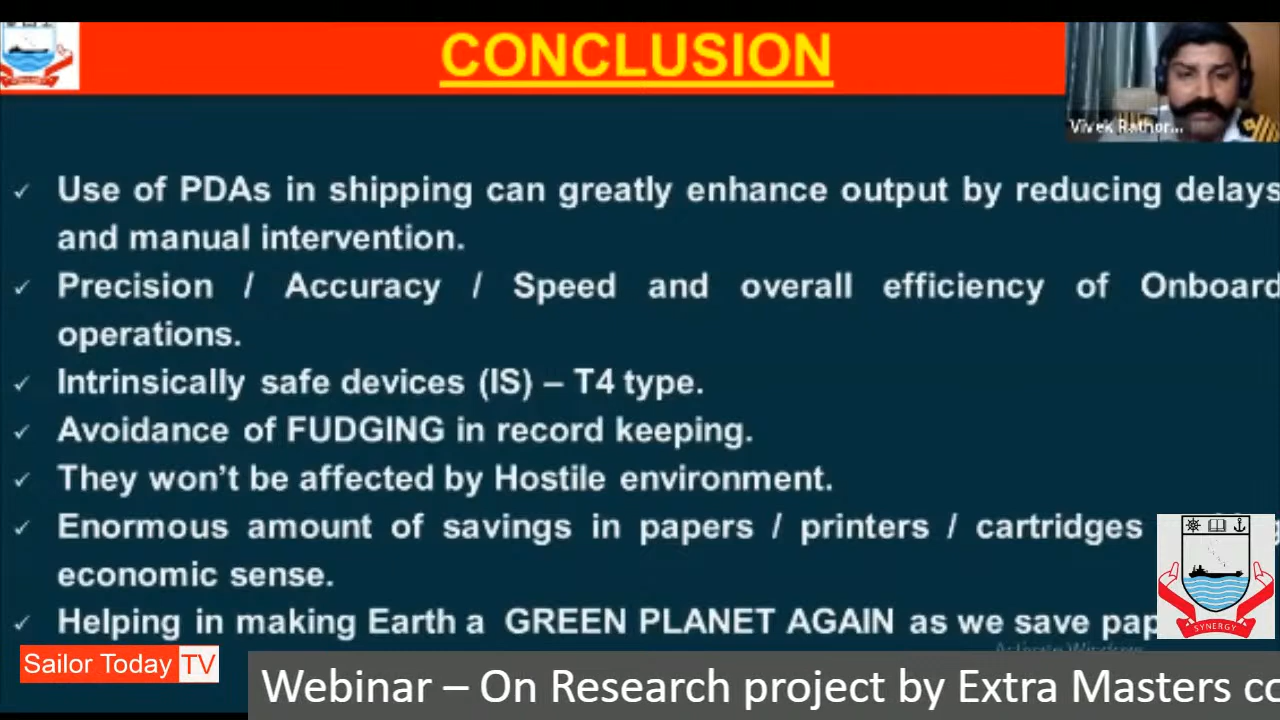 CONCLUSION
Vivek Rathor...
✓ Use of PDAs in shipping can greatly enhance output by reducing delays
and manual intervention.
✓ Precision / Accuracy / Speed and overall efficiency of Onboard
operations.
✓ Intrinsically safe devices (IS) – T4 type.
✓ Avoidance of FUDGING in record keeping.
✓ They won't be affected by Hostile environment.
✓ Enormous amount of savings in papers / printers / cartridges
economic sense.
✓ Helping in making Earth a GREEN PLANET AGAIN as we save
SYNERGY
Activate Windows
Sailor Today TV
Webinar – On Research project by Extra Masters